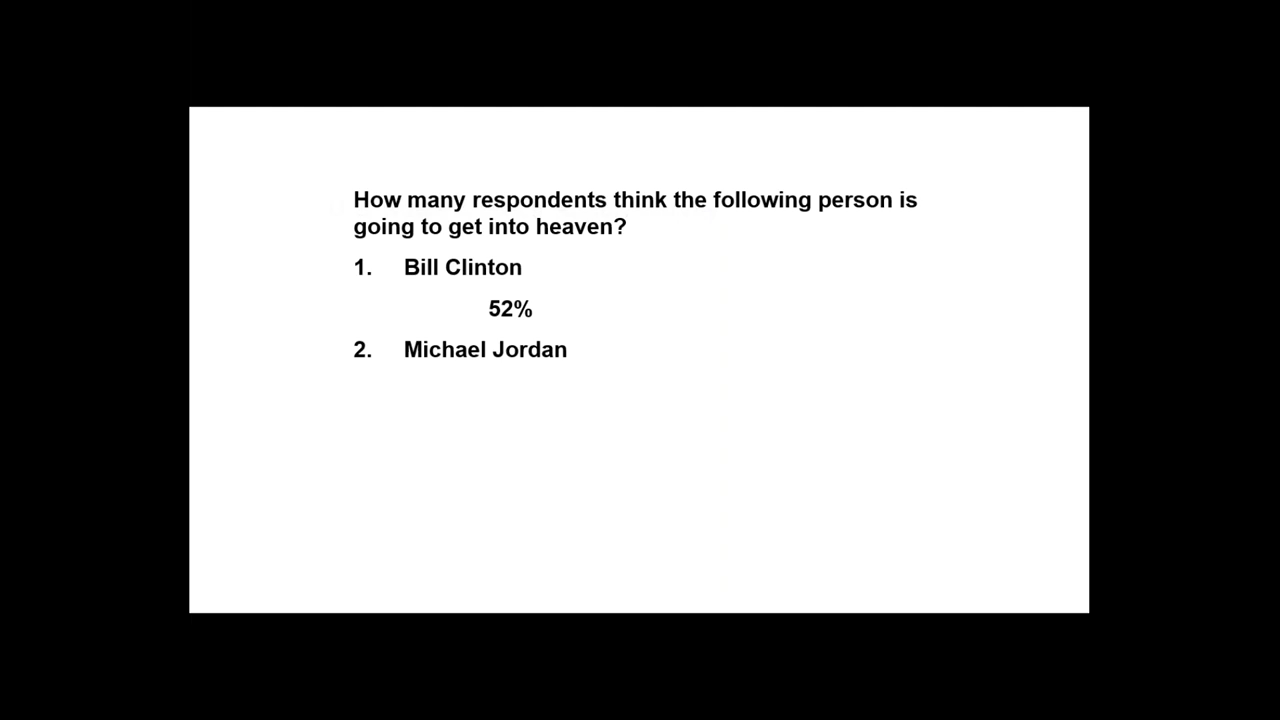 How many respondents think the following person is
going to get into heaven?
1. Bill Clinton
52%
2. Michael Jordan